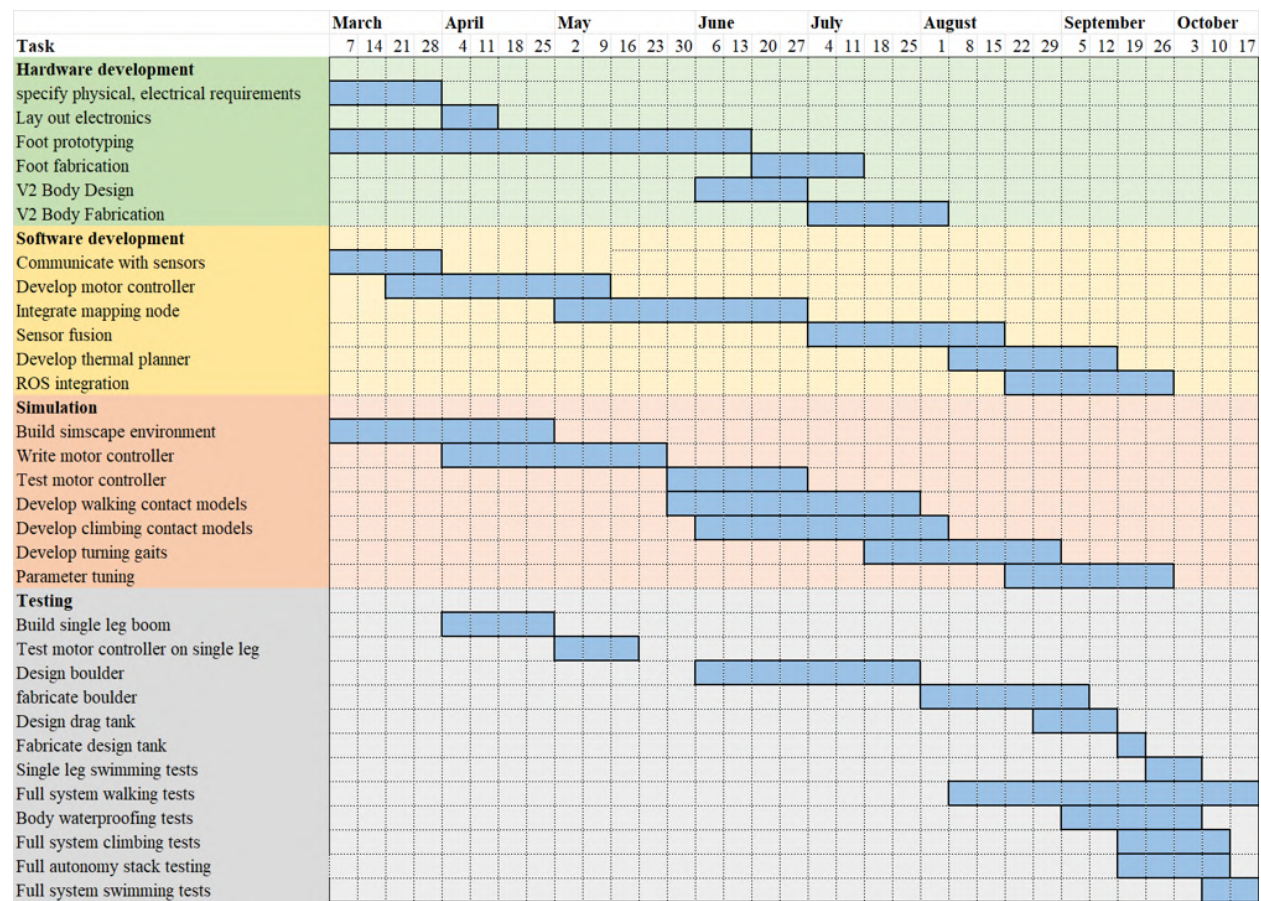 March April May June July August September October
Task 7 14 21 28 4 11 18 25 2 9 16 23 30 6 13 20 27 4 11 18 25 1 8 15 22 29 5 12 19 26 3 10 17
Hardware development
specify physical, electrical requirements
Lay out electronics
Foot prototyping
Foot fabrication
V2 Body Design
V2 Body Fabrication
Software development
Communicate with sensors
Develop motor controller
Integrate mapping node
Sensor fusion
Develop thermal planner
ROS integration
Simulation
Build simscape environment
Write motor controller
Test motor controller
Develop walking contact models
Develop climbing contact models
Develop turning gaits
Parameter tuning
Testing
Build single leg boom
Test motor controller on single leg
Design boulder
fabricate boulder
Design drag tank
Fabricate design tank
Single leg swimming tests
Full system walking tests
Body waterproofing tests
Full system climbing tests
Full autonomy stack testing
Full system swimming tests